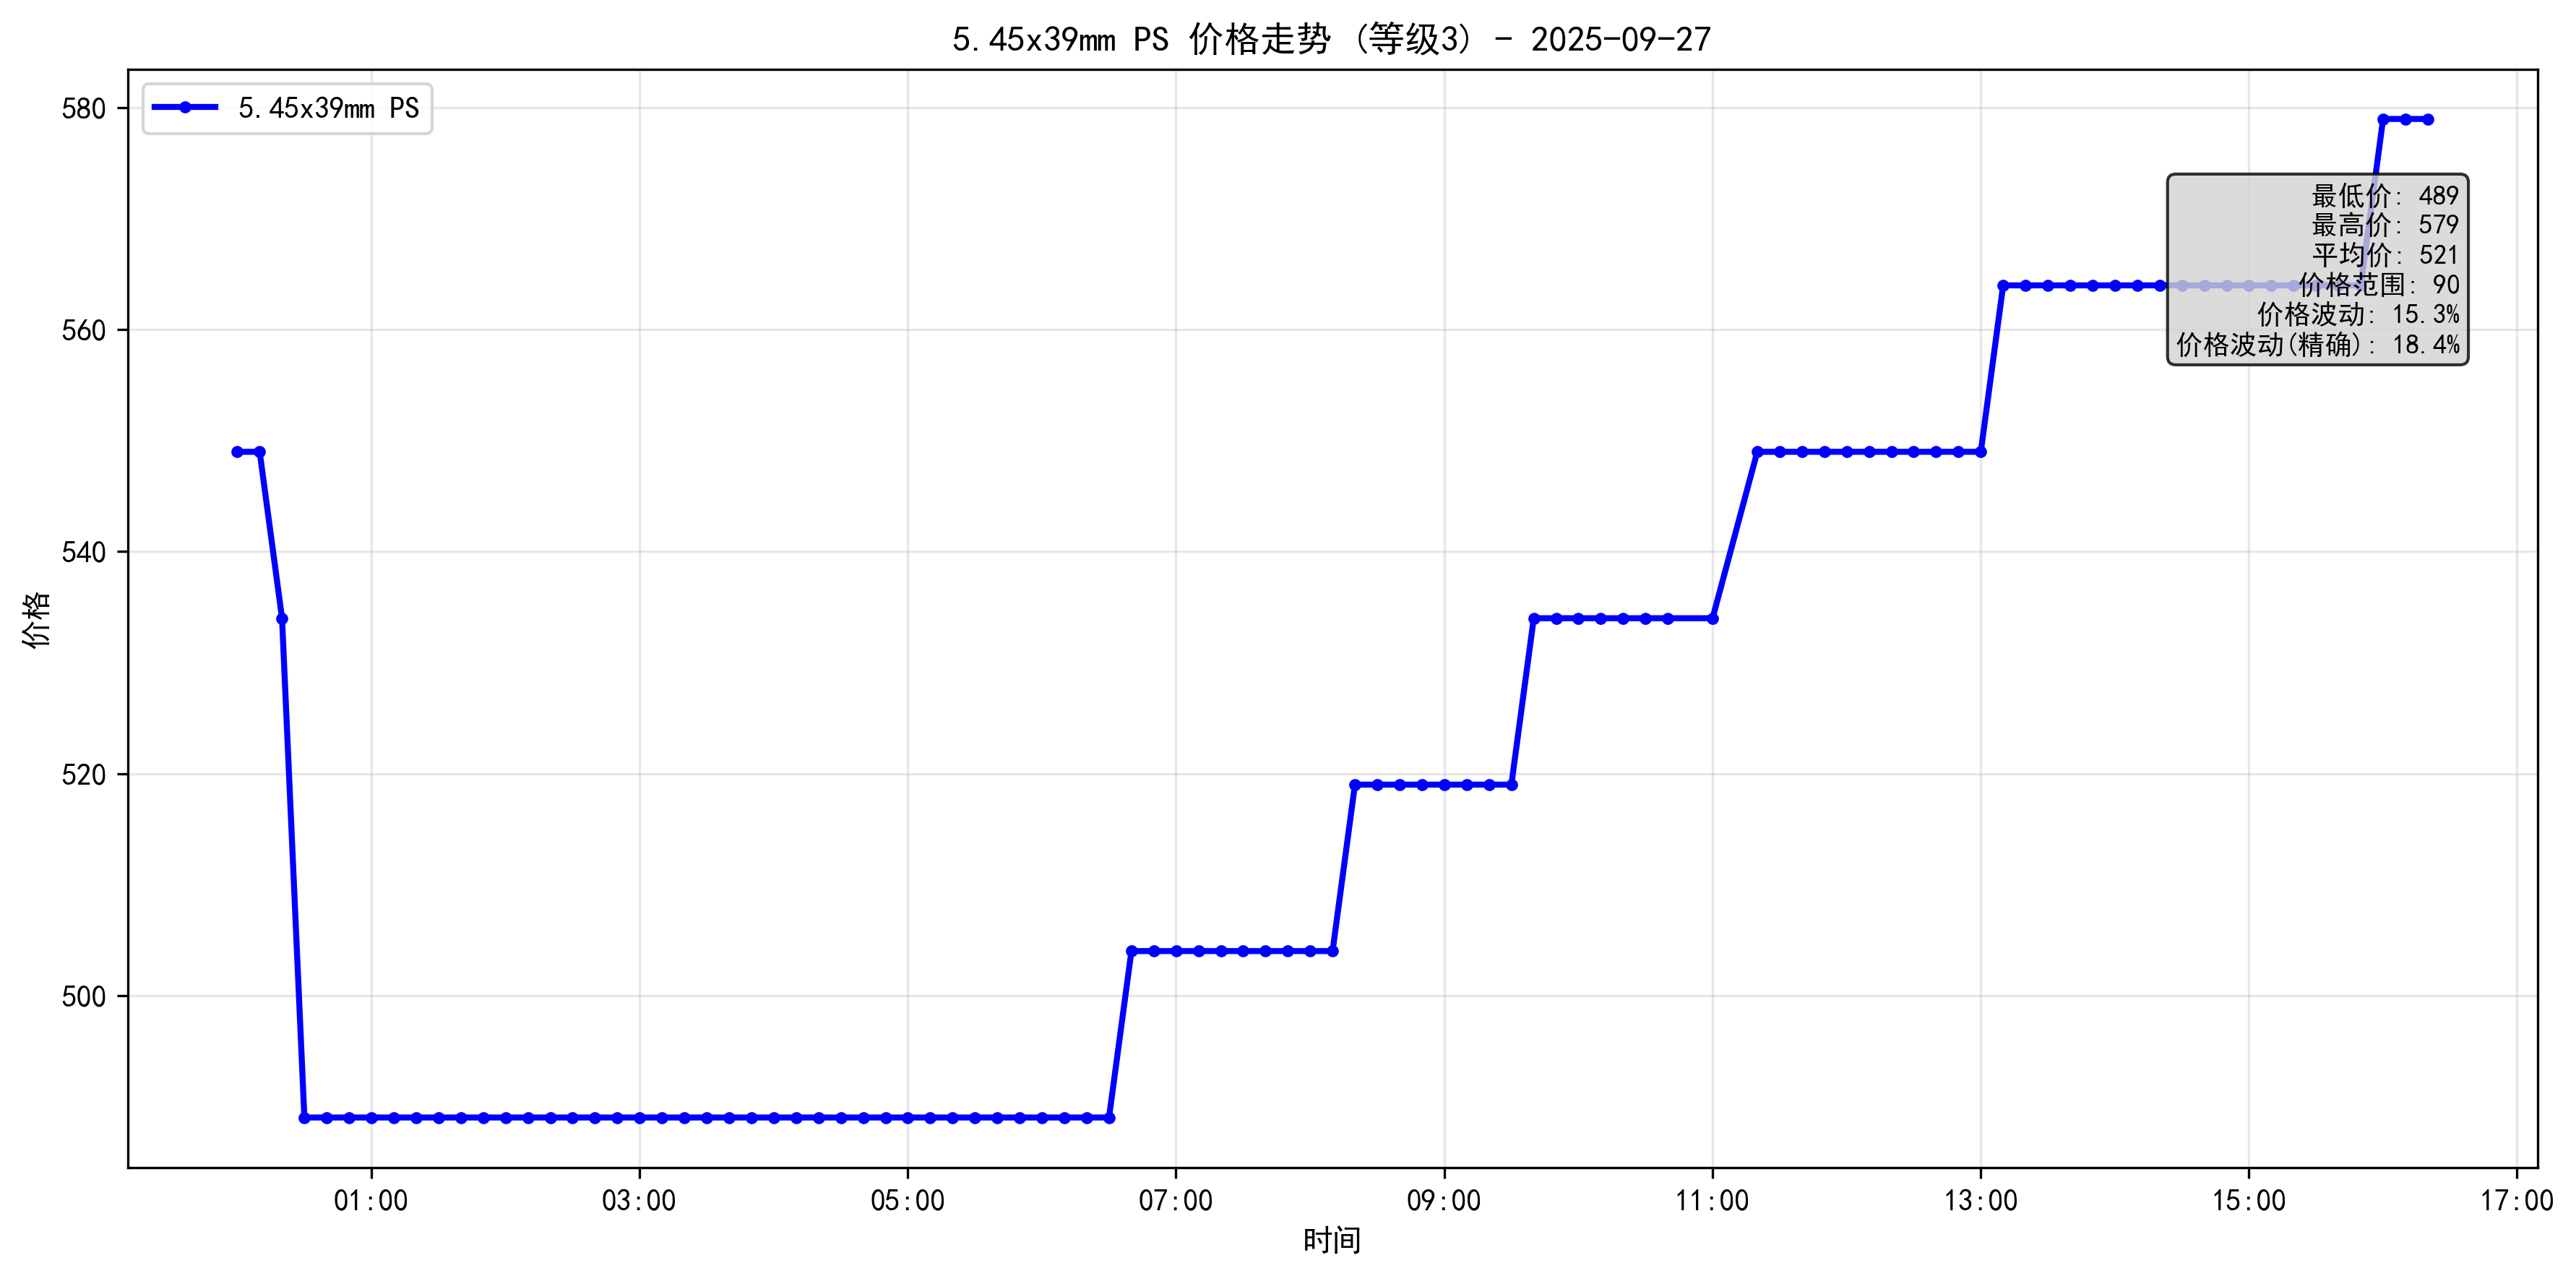 5.45x39mm PS 价格走势 (等级3) - 2025-09-27
5.45x39mm PS
最低价: 489
最高价: 579
平均价: 521
价格范围: 90
价格波动: 15.3%
价格波动(精确): 18.4%
价格
580
560
540
520
500
01:00 03:00 05:00 07:00 09:00 11:00 13:00 15:00 17:00
时间